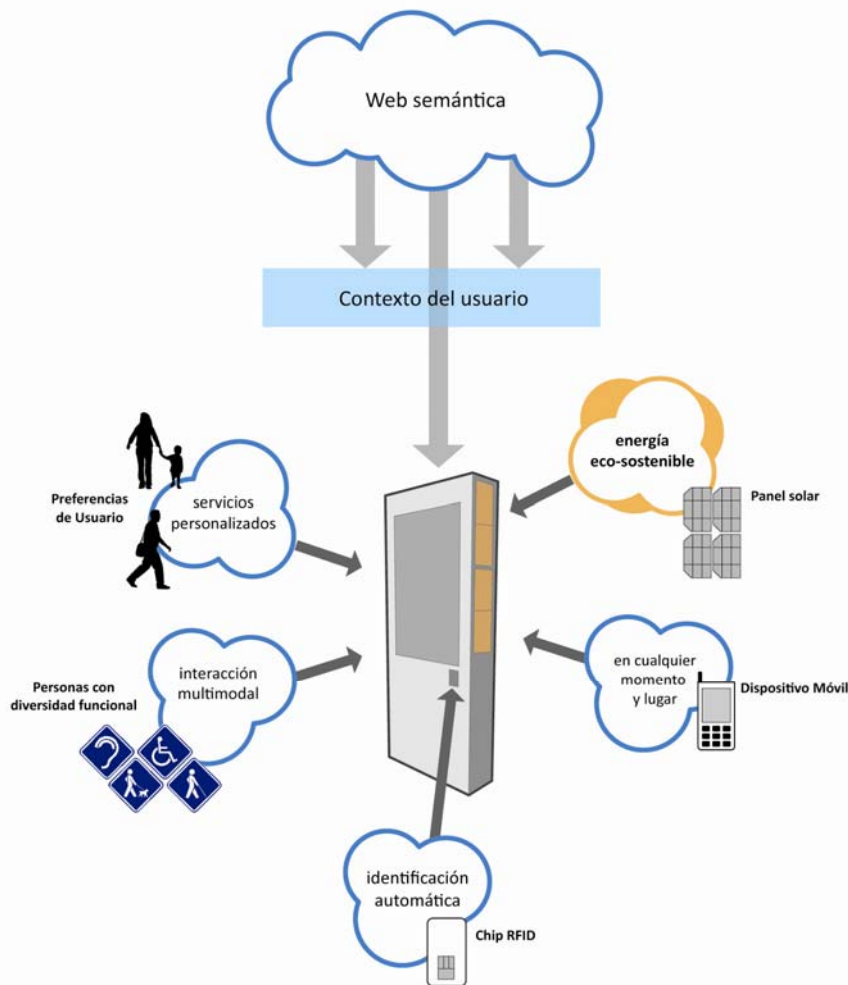 Web semántica
Contexto del usuario
energía
eco-sostenible
Panel solar
Preferencias
de Usuario
servicios
personalizados
Personas con
diversidad funcional
interacción
multimodal
en cualquier
momento
y lugar
Dispositivo Móvil
identificación
automática
Chip RFID